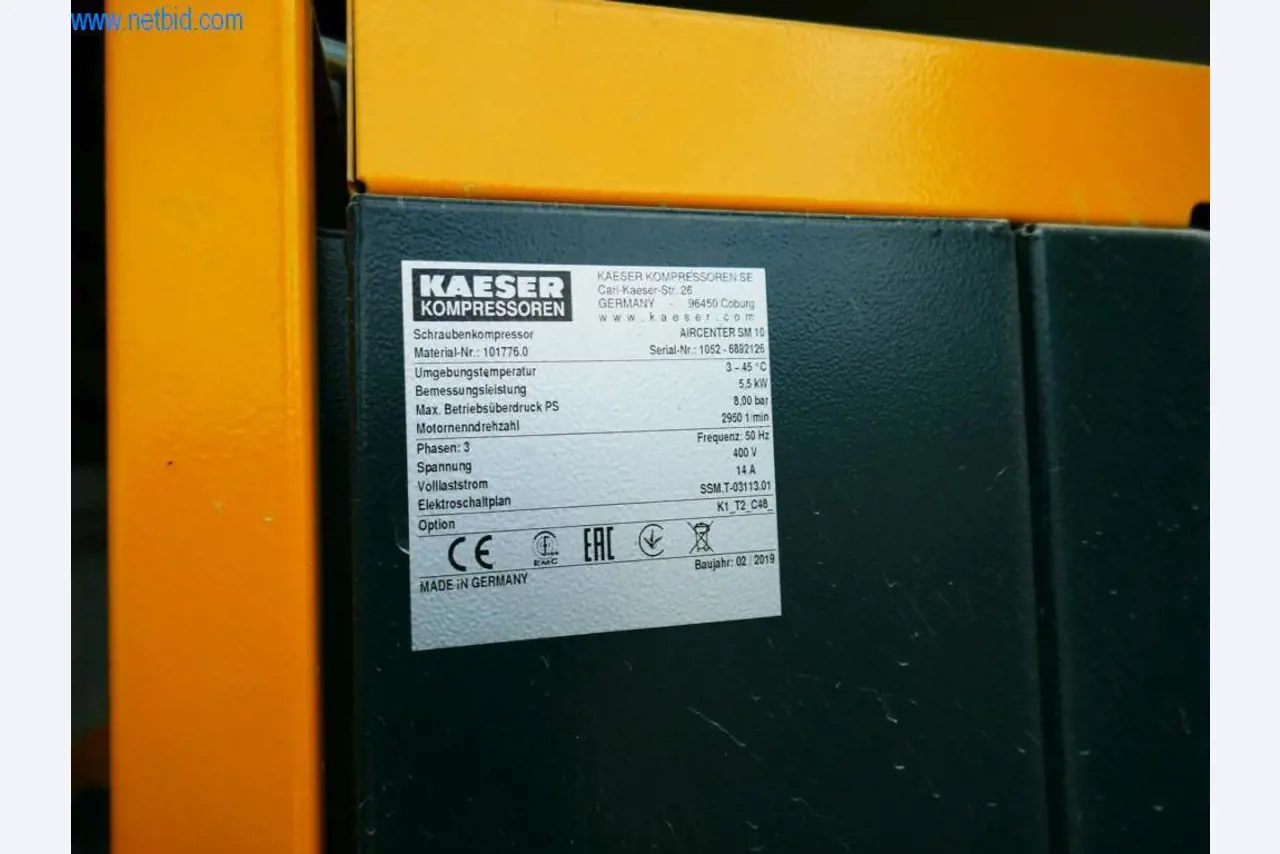 www.netbid.com
KAESER
KOMPRESSOREN
KAESER KOMPRESSOREN SE
Carl-Kaeser-Str. 26
GERMANY - 96450 Coburg
www.kaeser.com
Schraubenkompressor AIRCENTER SM 10
Material-Nr.: 101776.0 Serial-Nr.: 1052 - 6892126
Umgebungstemperatur 3 – 45 °C
Bemessungsleistung 5,5 kW
Max. Betriebsüberdruck PS 8,00 bar
Motornenndrehzahl 2950 1/min
Phasen: 3 Frequenz: 50 Hz
Spannung 400 V
Volllaststrom 14 A
Elektroschaltplan SSM.T-03113.01
Option K1_T2_C48_
CE EMC EAC
MADE IN GERMANY Baujahr: 02 / 2019